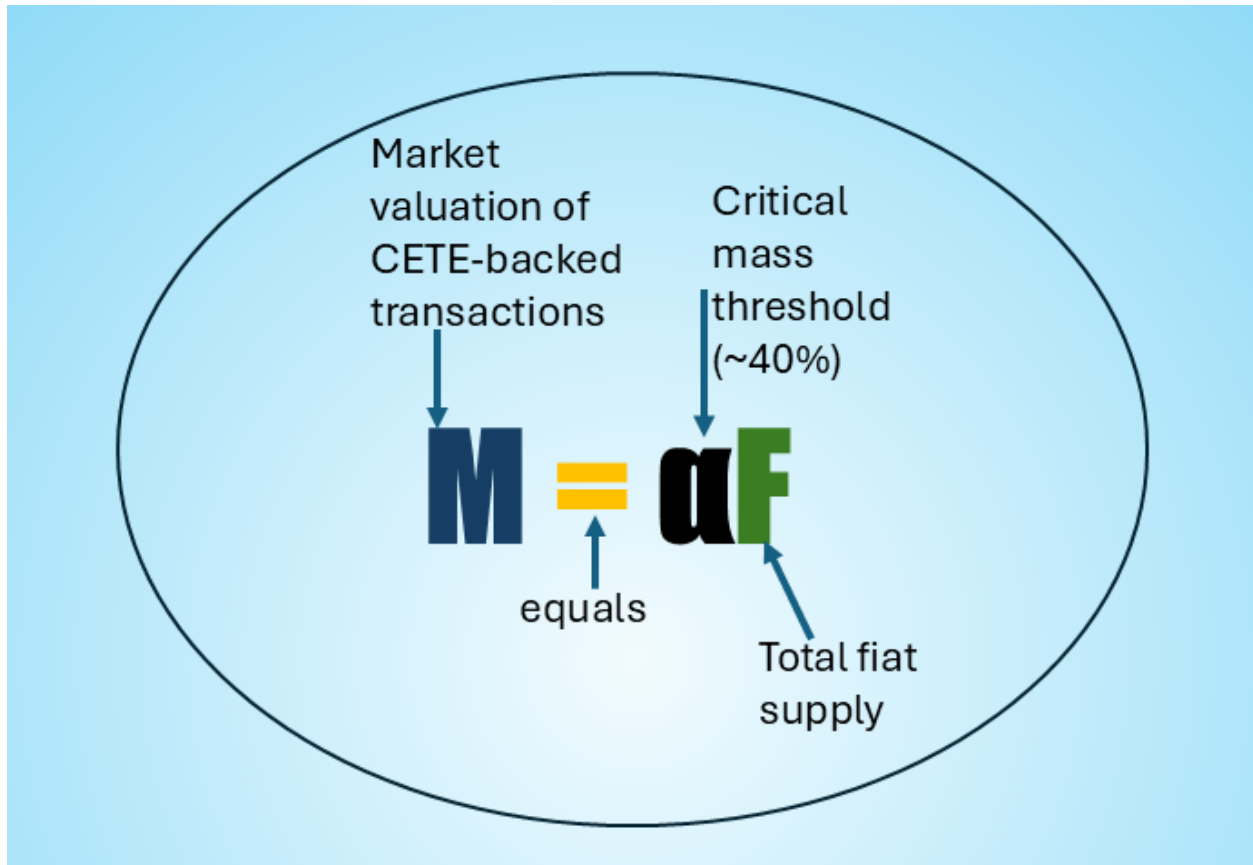 Market
valuation of
CETE-backed
transactions
Critical
mass
threshold
(~40%)
M = αF
equals
Total fiat
supply